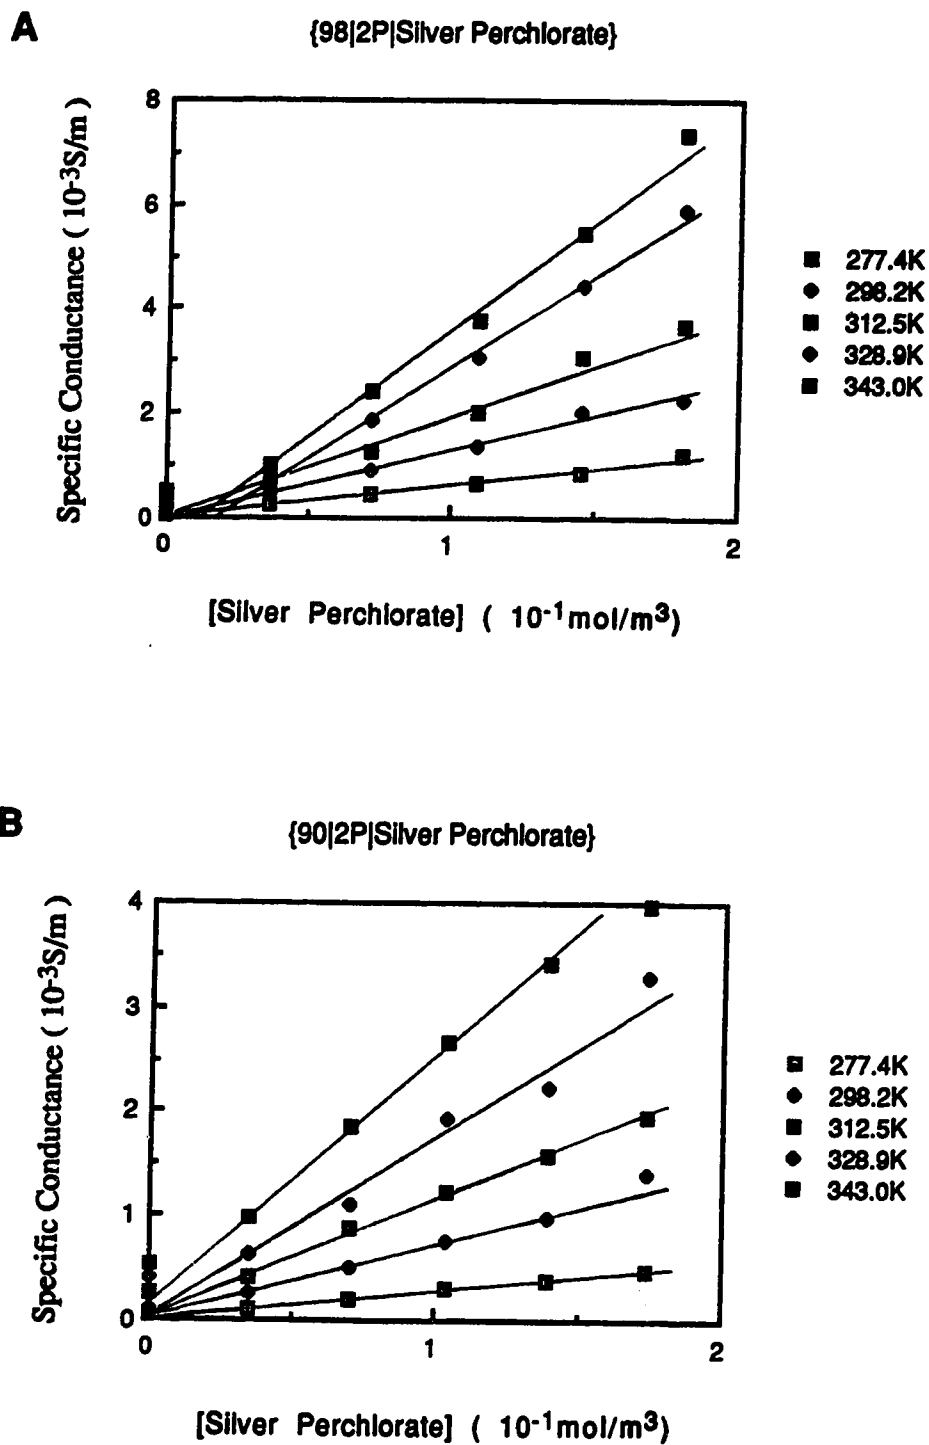 A
{98|2P|Silver Perchlorate}
Specific Conductance ( 10-3S/m )
8
6
4
2
0
0 1 2
[Silver Perchlorate] ( 10-1mol/m3)
277.4K
298.2K
312.5K
328.9K
343.0K
B
{90|2P|Silver Perchlorate}
Specific Conductance ( 10-3S/m )
4
3
2
1
0
0 1 2
[Silver Perchlorate] ( 10-1mol/m3)
277.4K
298.2K
312.5K
328.9K
343.0K